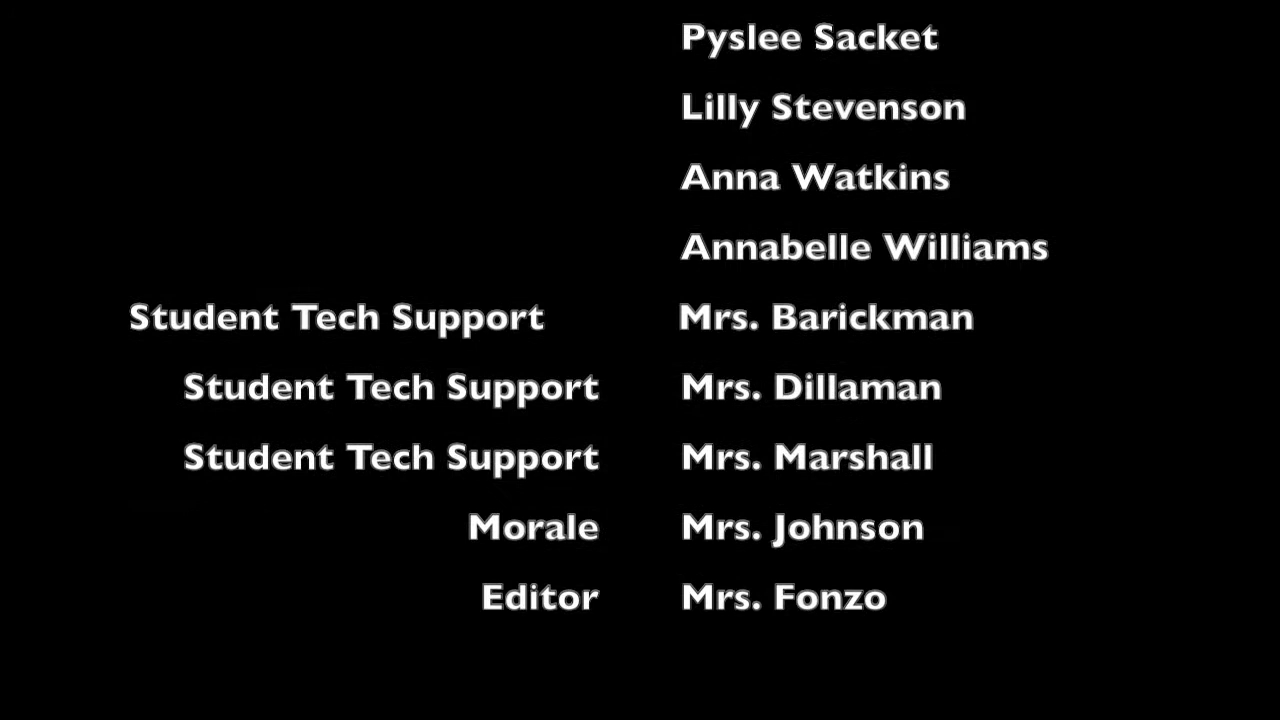 Pyslee Sacket
Lilly Stevenson
Anna Watkins
Annabelle Williams
Student Tech Support Mrs. Barickman
Student Tech Support Mrs. Dillaman
Student Tech Support Mrs. Marshall
Morale Mrs. Johnson
Editor Mrs. Fonzo